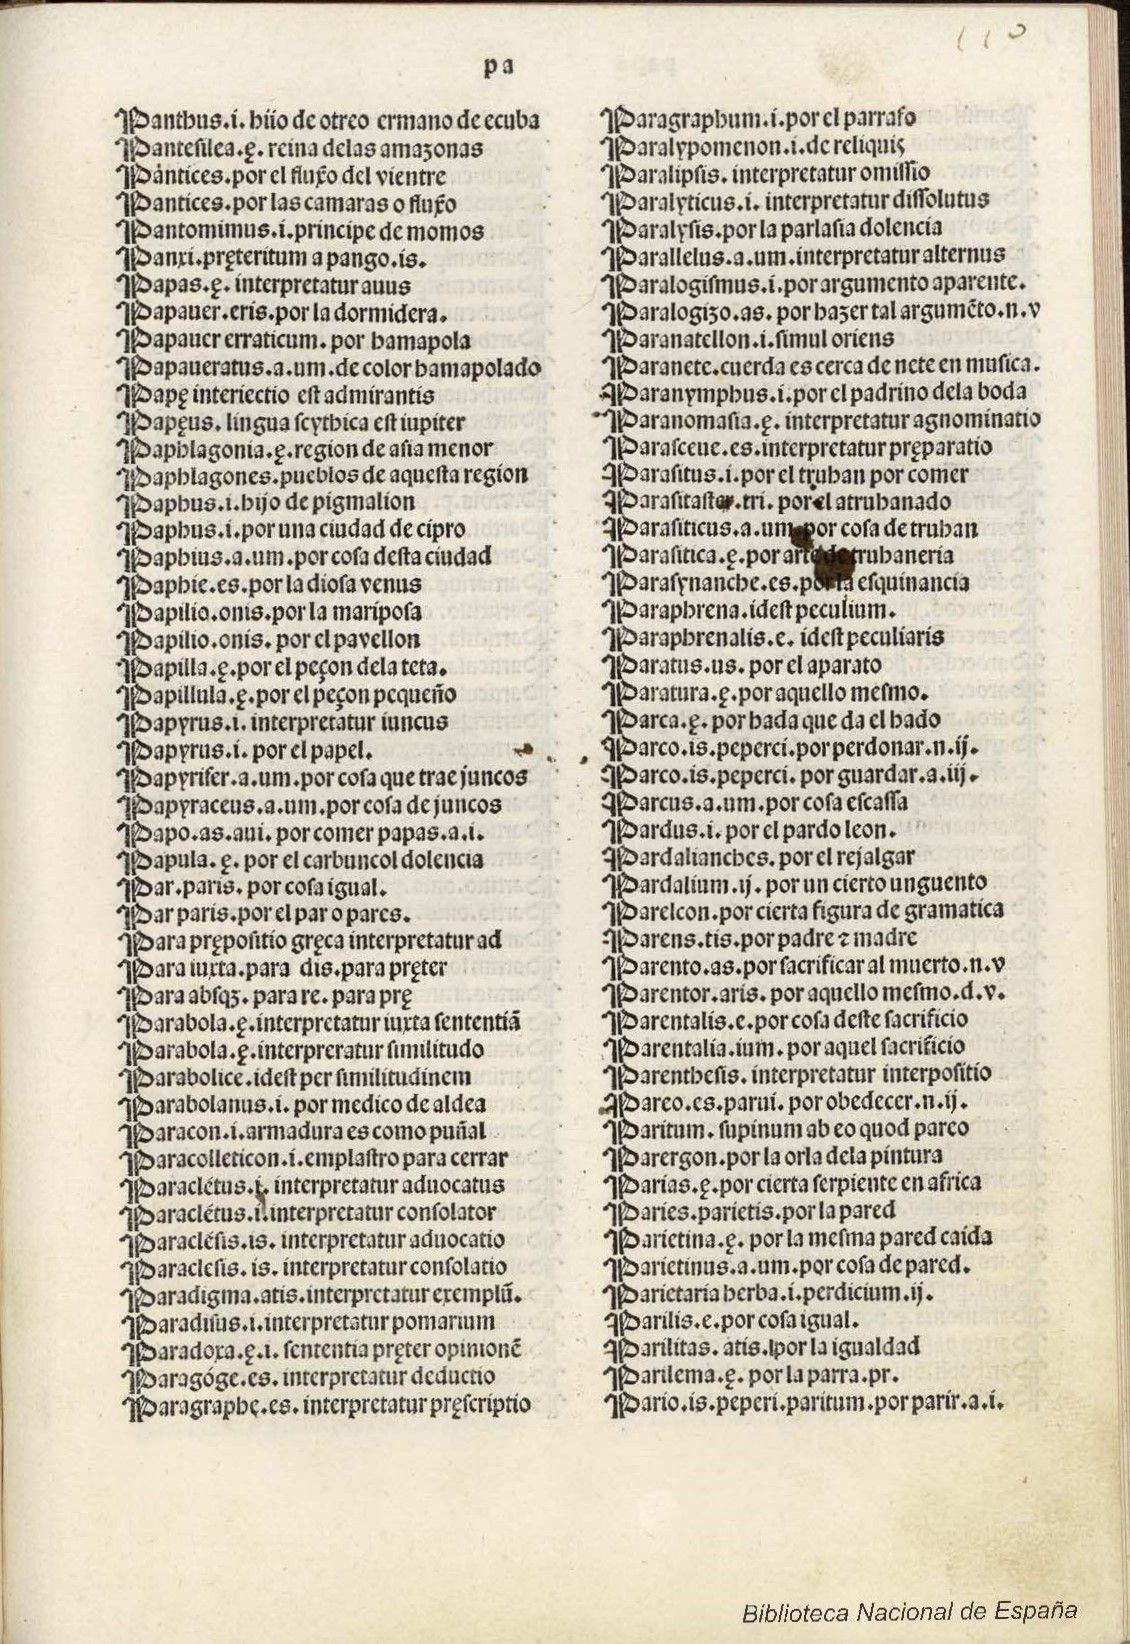 110
pa
¶Panthus.i. hijo de otreo ermano de ecuba
¶Pantesilea.ę. reina delas amazonas
¶Pàntices.por el fluxo del vientre
¶Pantices.por las camaras o fluxo
¶Pantomimus.i.principe de momos
¶Panxi.pręteritum a pango.is.
¶Papas.ę. interpretatur auus
¶Papauer.eris.por la dormidera.
¶Papauer erraticum. por hamapola
¶Papaueratus.a.um.de color hamapolado
¶Papę interiectio est admirantis
¶Papęus. lingua scythica est iupiter
¶Paphlagonia.ę.region de asia menor
¶Paphlagones.pueblos de aquesta region
¶Paphus.i.hijo de pigmalion
¶Paphus.i.por una ciudad de cipro
¶Paphius.a.um.por cosa desta ciudad
¶Paphie.es.por la diosa venus
¶Papilio.onis.por la mariposa
¶Papilio.onis. por el pavellon
¶Papilla.ę.por el peçon dela teta.
¶Papillula.ę.por el peçon pequeño
¶Papyrus.i. interpretatur iuncus
¶Papyrus.i. por el papel.
¶Papyrifer.a.um.por cosa que trae juncos
¶Papyraceus.a.um.por cosa de juncos
¶Papo.as.aui. por comer papas.a.i.
¶Papula. ę. por el carbuncol dolencia
¶Par.paris. por cosa igual.
¶Par paris.por el par o pares.
¶Para prępositio gręca interpretatur ad
¶Para iuxta.para dis.para pręter
¶Para absqꝫ. para re. para prę
¶Parabola.ę.interpretatur iuxta sententiã
¶Parabola.ę.interpreratur similitudo
¶Parabolice.idest per similitudinem
¶Parabolanus.i. por medico de aldea
¶Paracon.i.armadura es como puñal
¶Paracolleticon.i.emplastro para cerrar
¶Paraclétus.i. interpretatur aduocatus
¶Paraclétus.i.interpretatur consolator
¶Paraclésis.is. interpretatur aduocatio
¶Paraclesis. is. interpretatur consolatio
¶Paradigma.atis.interpretatur exemplũ.
¶Paradisus.i.interpretatur pomarium
¶Paradoxa.ę.i. sententia pręter opinionẽ
¶Paragóge.es. interpretatur deductio
¶Paragraphę.es. interpretatur pręscriptio
¶Paragraphum.i.por el parrafo
¶Paralypomenon.i.de reliquię
¶Paralipsis. interpretatur omissio
¶Paralyticus.i. interpretatur dissolutus
¶Paralysis.por la parlasia dolencia
¶Parallelus.a.um.interpretatur alternus
¶Paralogismus.i.por argumento aparente.
¶Paralogizo.as. por hazer tal argumẽto.n.v
¶Paranatellon.i.simul oriens
¶Paranete.cuerda es cerca de nete en musica.
¶Paranymphus.i.por el padrino dela boda
¶Paranomasia.ę. interpretatur agnominatio
¶Parasceue.es.interpretatur pręparatio
¶Parasitus.i.por el truhan por comer
¶Parasitaster.tri. por el atruhanado
¶Parasiticus.a.um.por cosa de truhan
¶Parasitica.ę.por arte de truhaneria
¶Parasynanche.es.por la esquinancia
¶Paraphrena.idest peculium.
¶Paraphrenalis.e. idest peculiaris
¶Paratus.us. por el aparato
¶Paratura.ę.por aquello mesmo.
¶Parca.ę. por hada que da el hado
¶Parco.is.peperci.por perdonar.n.ij.
¶Parco.is.peperci. por guardar.a.iij.
¶Parcus.a.um.por cosa escassa
¶Pardus.i. por el pardo leon.
¶Pardalianches. por el rejalgar
¶Pardalium.ij. por un cierto unguento
¶Parelcon.por cierta figura de gramatica
¶Parens.tis.por padre ⁊ madre
¶Parento.as.por sacrificar al muerto.n.v
¶Parentor.aris. por aquello mesmo.d.v.
¶Parentalis.e.por cosa deste sacrificio
¶Parentalia.ium. por aquel sacrificio
¶Parenthesis. interpretatur interpositio
¶Pareo.es.parui. por obedecer.n.ij.
¶Paritum. supinum ab eo quod pareo
¶Parergon.por la orla dela pintura
¶Parias.ę.por cierta serpiente en africa
¶Paries.parietis.por la pared
¶Parietina.ę. por la mesma pared caida
¶Parietinus.a.um.por cosa de pared.
¶Parietaria herba.i.perdicium.ij.
¶Parilis.e.por cosa igual.
¶Parilitas. atis.por la igualdad
¶Parilema.ę. por la parra.pr.
¶Pario.is.peperi.paritum.por parir.a.i.
Biblioteca Nacional de España